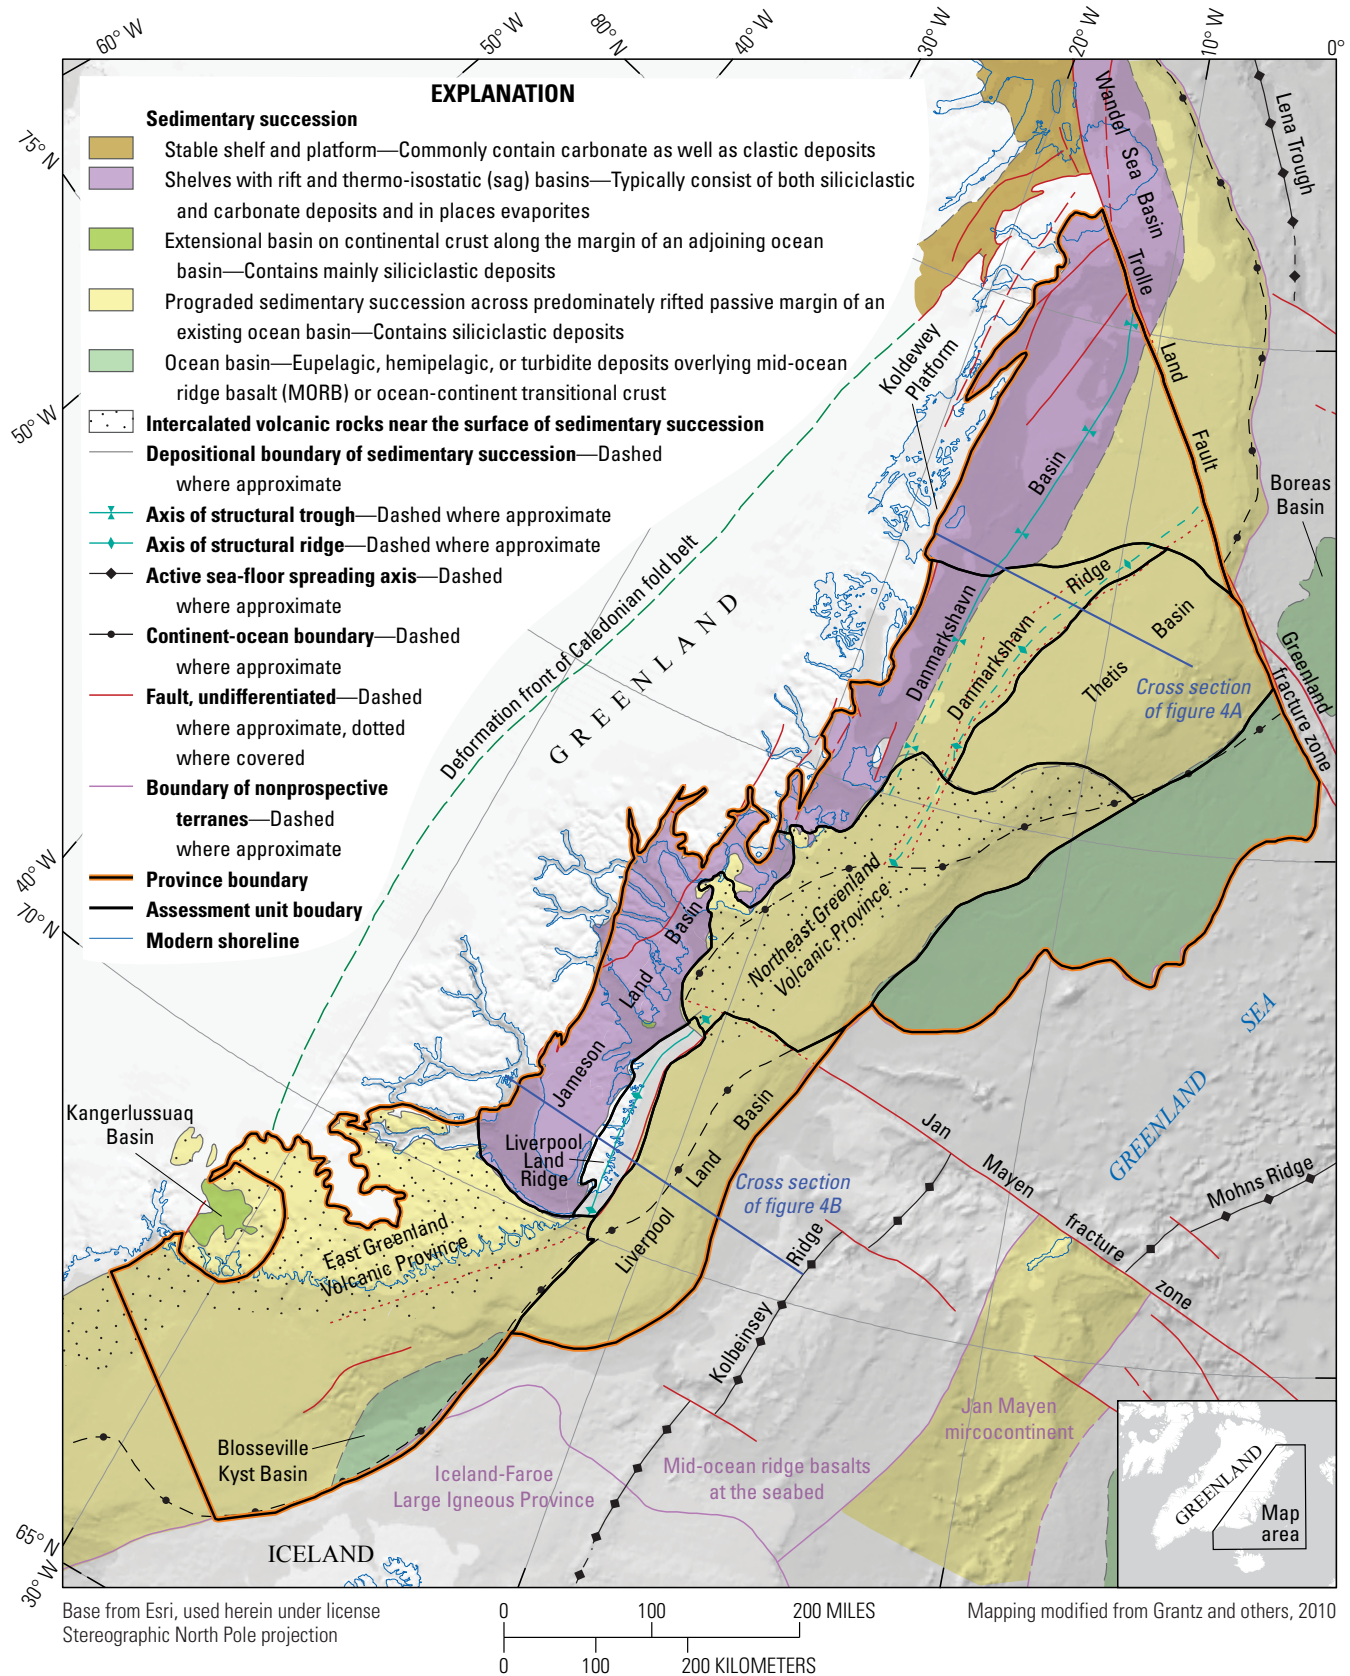 60° W
50° W
80° N
40° W
30° W
20° W
10° W
0°
75° N
50° W
40° W
70° N
65° N
30° W
EXPLANATION
Sedimentary succession
Stable shelf and platform—Commonly contain carbonate as well as clastic deposits
Shelves with rift and thermo-isostatic (sag) basins—Typically consist of both siliciclastic
and carbonate deposits and in places evaporites
Extensional basin on continental crust along the margin of an adjoining ocean
basin—Contains mainly siliciclastic deposits
Prograded sedimentary succession across predominately rifted passive margin of an
existing ocean basin—Contains siliciclastic deposits
Ocean basin—Eupelagic, hemipelagic, or turbidite deposits overlying mid-ocean
ridge basalt (MORB) or ocean-continent transitional crust
Intercalated volcanic rocks near the surface of sedimentary succession
Depositional boundary of sedimentary succession—Dashed
where approximate
Axis of structural trough—Dashed where approximate
Axis of structural ridge—Dashed where approximate
Active sea-floor spreading axis—Dashed
where approximate
Continent-ocean boundary—Dashed
where approximate
Fault, undifferentiated—Dashed
where approximate, dotted
where covered
Boundary of nonprospective
terranes—Dashed
where approximate
Province boundary
Assessment unit boudary
Modern shoreline
Wandel Sea Basin
Lena Trough
Trolle Land Fault
Koldewey
Platform
Boreas
Basin
Danmarkshavn Basin
Danmarkshavn Ridge
Thetis Basin
Greenland fracture zone
Cross section
of figure 4A
Deformation front of Caledonian fold belt
GREENLAND
Northeast Greenland
Volcanic Province
Jameson Land Basin
Liverpool
Land
Ridge
Liverpool Land Basin
Cross section
of figure 4B
GREENLAND SEA
Jan Mayen fracture zone
Mohns Ridge
Kolbeinsey Ridge
Kangerlussuaq
Basin
East Greenland
Volcanic Province
Blosseville
Kyst Basin
Iceland-Faroe
Large Igneous Province
Mid-ocean ridge basalts
at the seabed
Jan Mayen
mircocontinent
ICELAND
GREENLAND
Map
area
Base from Esri, used herein under license
Stereographic North Pole projection
0 100 200 MILES
0 100 200 KILOMETERS
Mapping modified from Grantz and others, 2010